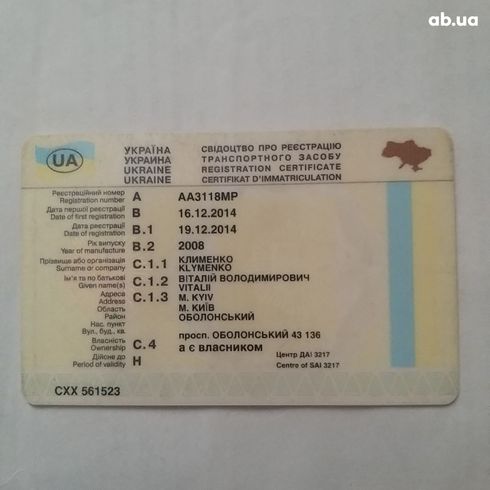 ab.ua
UA
УКРАЇНА СВІДОЦТВО ПРО РЕЄСТРАЦІЮ
УКРАИНА ТРАНСПОРТНОГО ЗАСОБУ
UKRAINE REGISTRATION CERTIFICATE
UKRAINE CERTIFIKAT D'IMMATRICULATION
Реєстраційний номер
Registration number A AA3118MP
Дата першої реєстрації
Date of first registration B 16.12.2014
Дата реєстрації
Date of registration B.1 19.12.2014
Рік випуску
Year of manufacture B.2 2008
Прізвище або організація
Surname or company C.1.1 КЛИМЕНКО
KLYMENKO
Ім'я та по батькові
Given name(s) C.1.2 ВІТАЛІЙ ВОЛОДИМИРОВИЧ
VITALII
Адреса
Address C.1.3 М. KYIV
Область М. КИЇВ
Район ОБОЛОНСЬКИЙ
Нас. пункт
Вул., буд., кв. просп. ОБОЛОНСЬКИЙ 43 136
Власність
Ownership C.4 а є власником
Дійсне до
Period of validity H
Центр ДАІ 3217
Centre of SAI 3217
CXX 561523